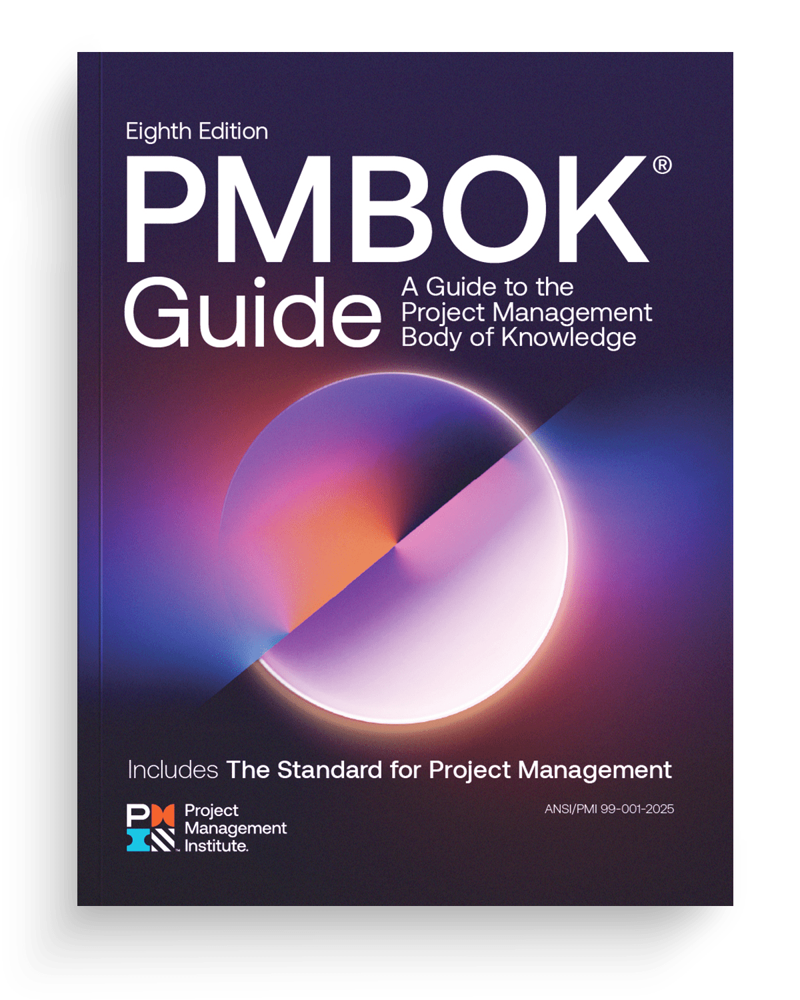 Eighth Edition
PMBOK®
Guide
A Guide to the
Project Management
Body of Knowledge
Includes The Standard for Project Management
PM
Project
Management
Institute.
ANSI/PMI 99-001-2025